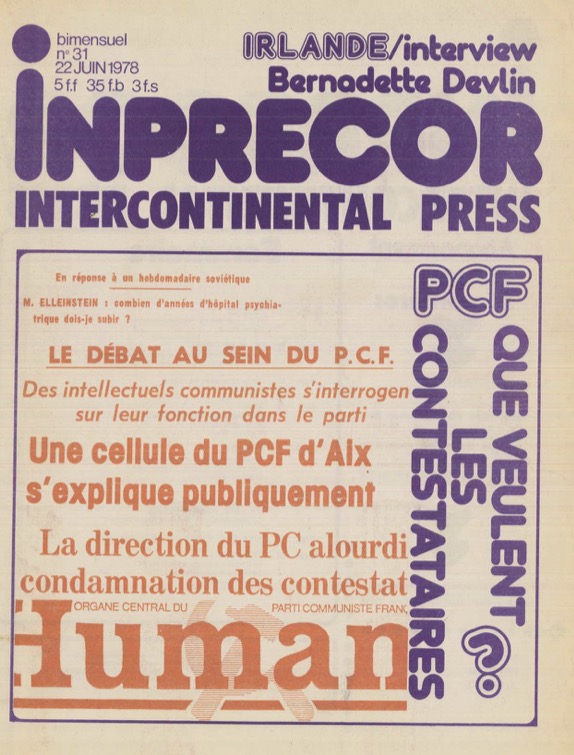 bimensuel
n° 31
22 JUIN 1978
5 f.f 35 f.b 3 f.s
IRLANDE/interview
Bernadette Devlin
INPRECOR
INTERCONTINENTAL PRESS
En réponse à un hebdomadaire soviétique
M. ELLEINSTEIN : combien d'années d'hôpital psychia-
trique dois-je subir ?
LE DÉBAT AU SEIN DU P.C.F.
Des intellectuels communistes s'interrogen
sur leur fonction dans le parti
Une cellule du PCF d'Aix
s'explique publiquement
La direction du PC alourdi
condamnation des contestat
ORGANE CENTRAL DU PARTI COMMUNISTE FRANÇ
Human
PCF
QUE VEULENT
LES
CONTESTATAIRES
?